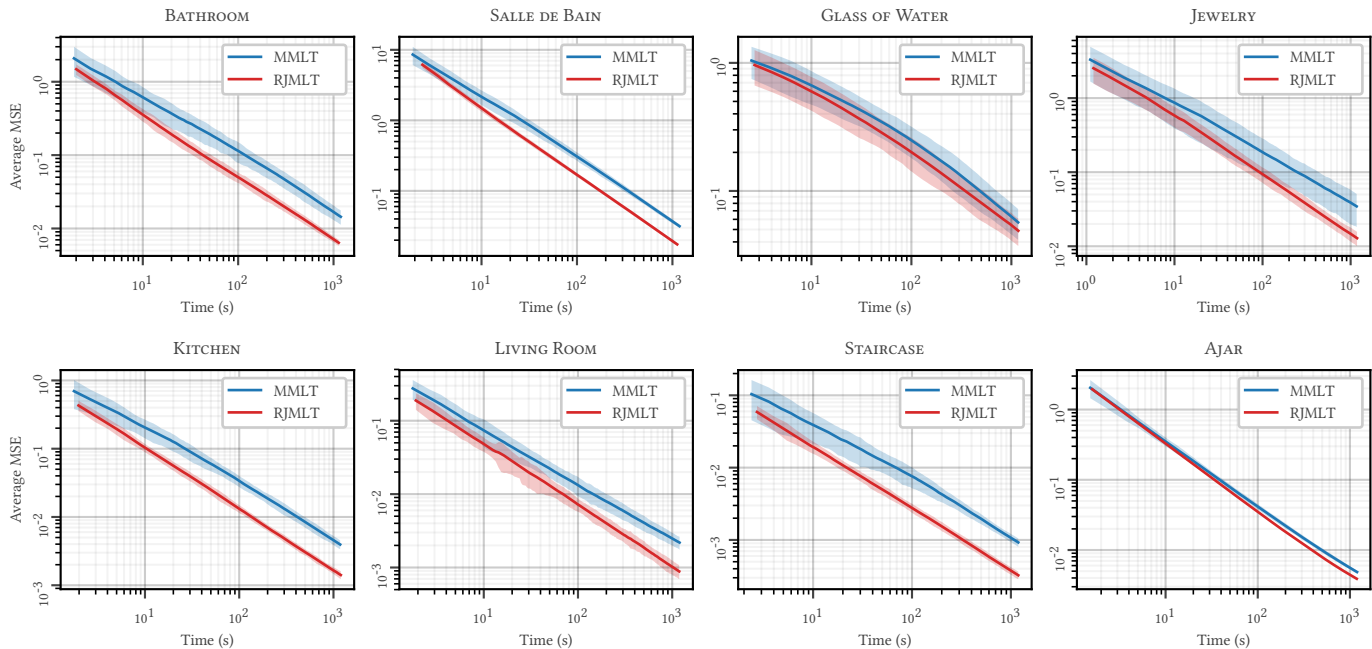 BATHROOM
MMLT
RJMLT
10^0
10^-1
10^-2
Average MSE
10^1 10^2 10^3
Time (s)
SALLE DE BAIN
MMLT
RJMLT
10^1
10^0
10^-1
10^1 10^2 10^3
Time (s)
GLASS OF WATER
MMLT
RJMLT
10^0
10^-1
10^1 10^2 10^3
Time (s)
JEWELRY
MMLT
RJMLT
10^0
10^-1
10^-2
10^0 10^1 10^2 10^3
Time (s)
KITCHEN
MMLT
RJMLT
10^0
10^-1
10^-2
10^-3
Average MSE
10^1 10^2 10^3
Time (s)
LIVING ROOM
MMLT
RJMLT
10^-1
10^-2
10^-3
10^1 10^2 10^3
Time (s)
STAIRCASE
MMLT
RJMLT
10^-1
10^-2
10^-3
10^1 10^2 10^3
Time (s)
AJAR
MMLT
RJMLT
10^0
10^-1
10^-2
10^1 10^2 10^3
Time (s)